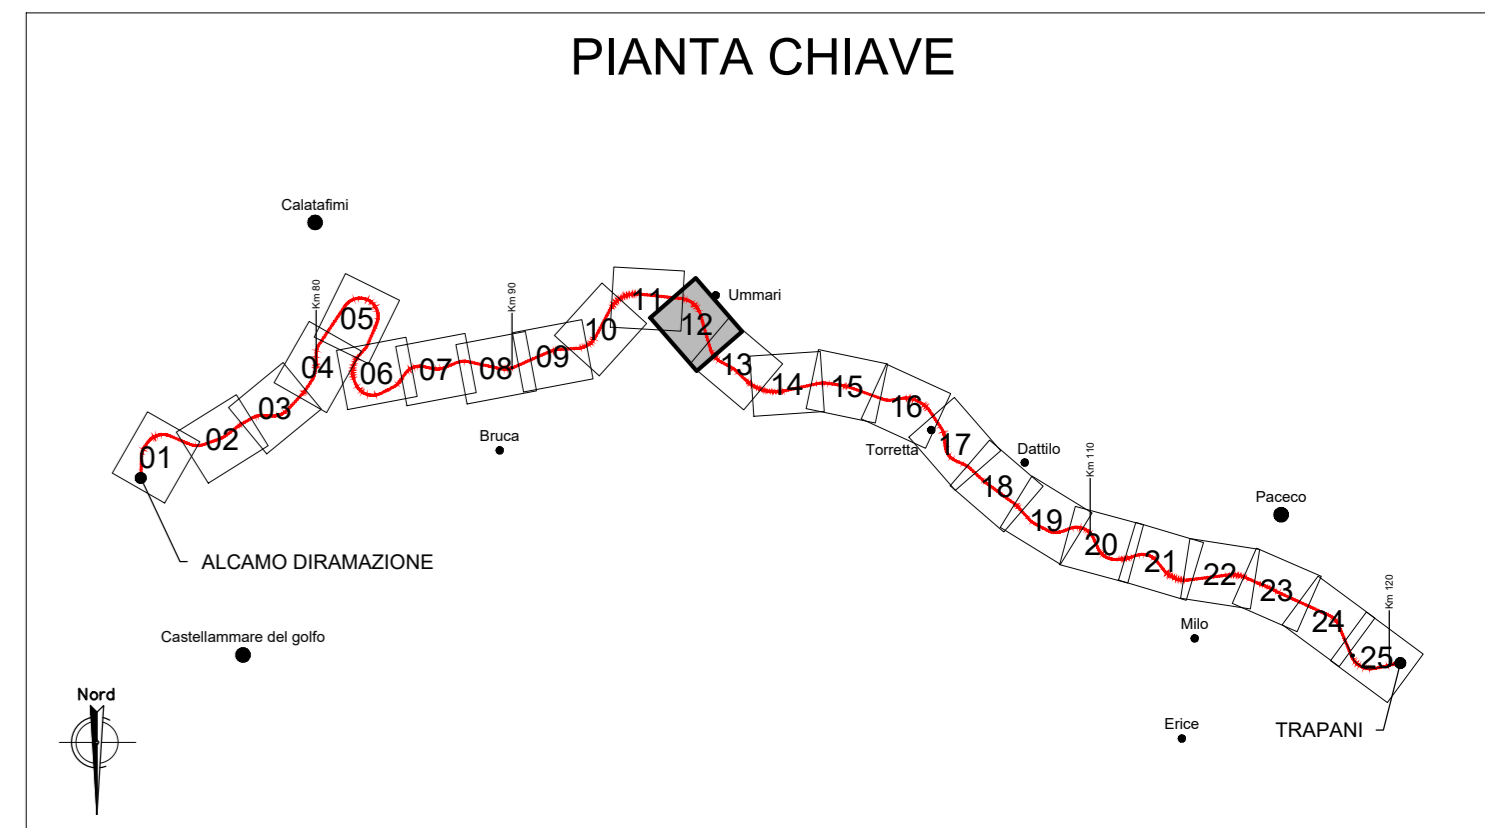 PIANTA CHIAVE
Calatafimi
Km 80
Km 90
Ummari
01
02
03
04
05
06
07
08
09
10
11
12
13
14
15
16
17
18
19
20
21
22
23
24
25
Bruca
Torretta
Dattilo
Km 110
Paceco
ALCAMO DIRAMAZIONE
Km 120
Castellammare del golfo
Milo
Nord
Erice
TRAPANI